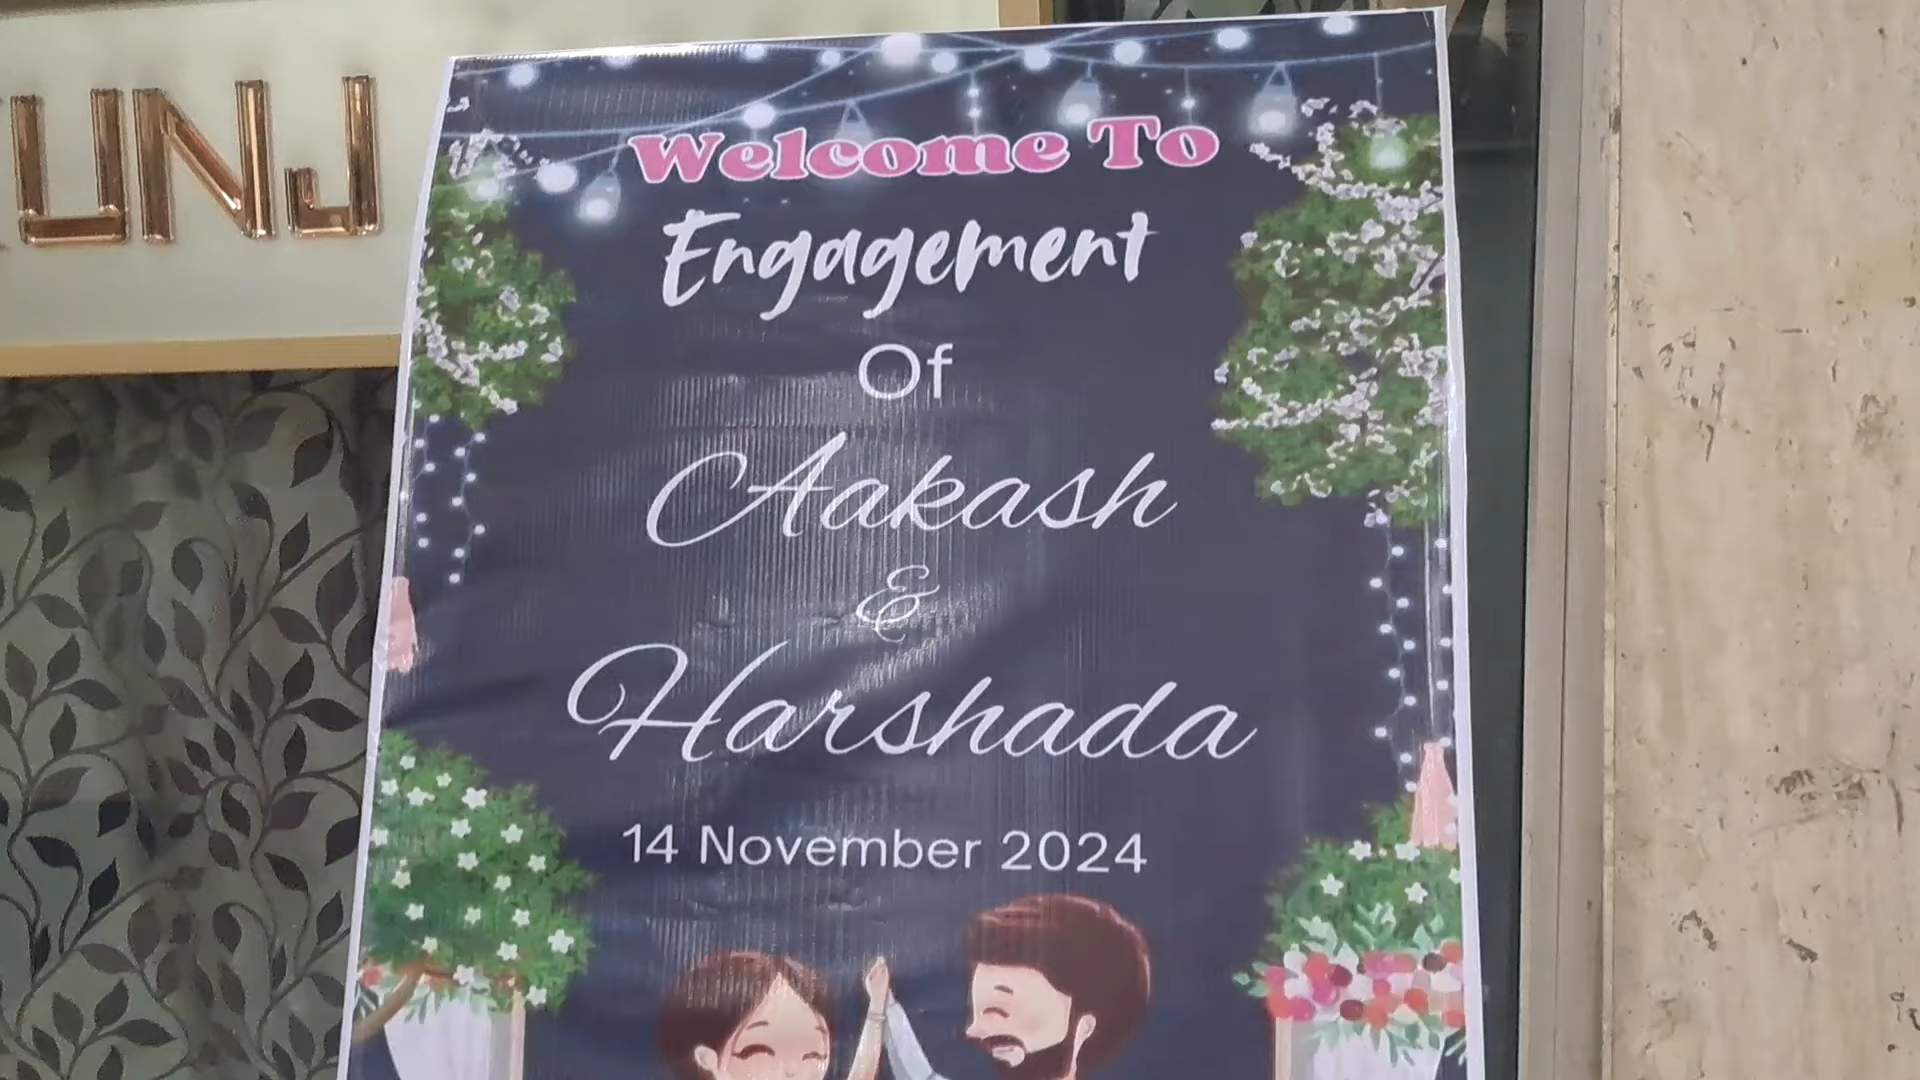 UNJ
Welcome To
Engagement
Of
Aakash
&
Harshada
14 November 2024